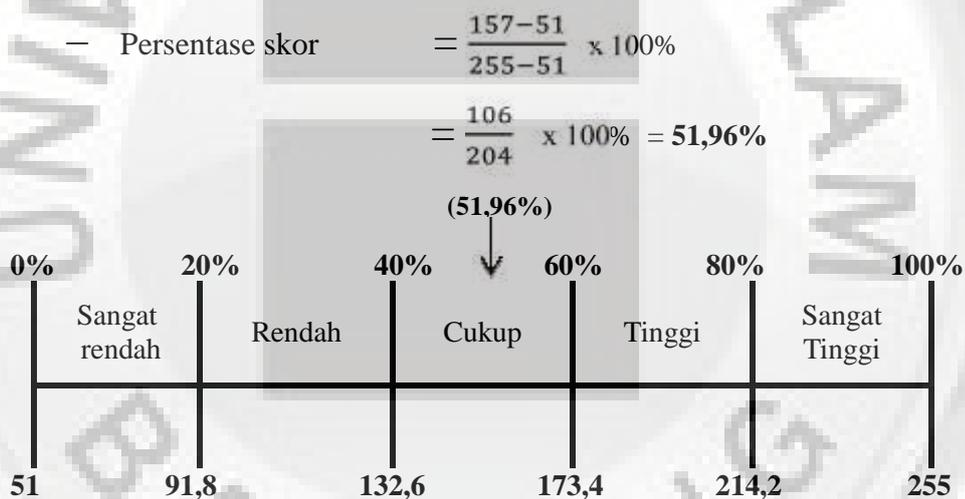 − Persentase skor = 157−51 / 255−51 x 100%
= 106 / 204 x 100% = 51,96%
(51,96%)
0% 20% 40% 60% 80% 100%
Sangat rendah Rendah Cukup Tinggi Sangat Tinggi
51 91,8 132,6 173,4 214,2 255
LAM